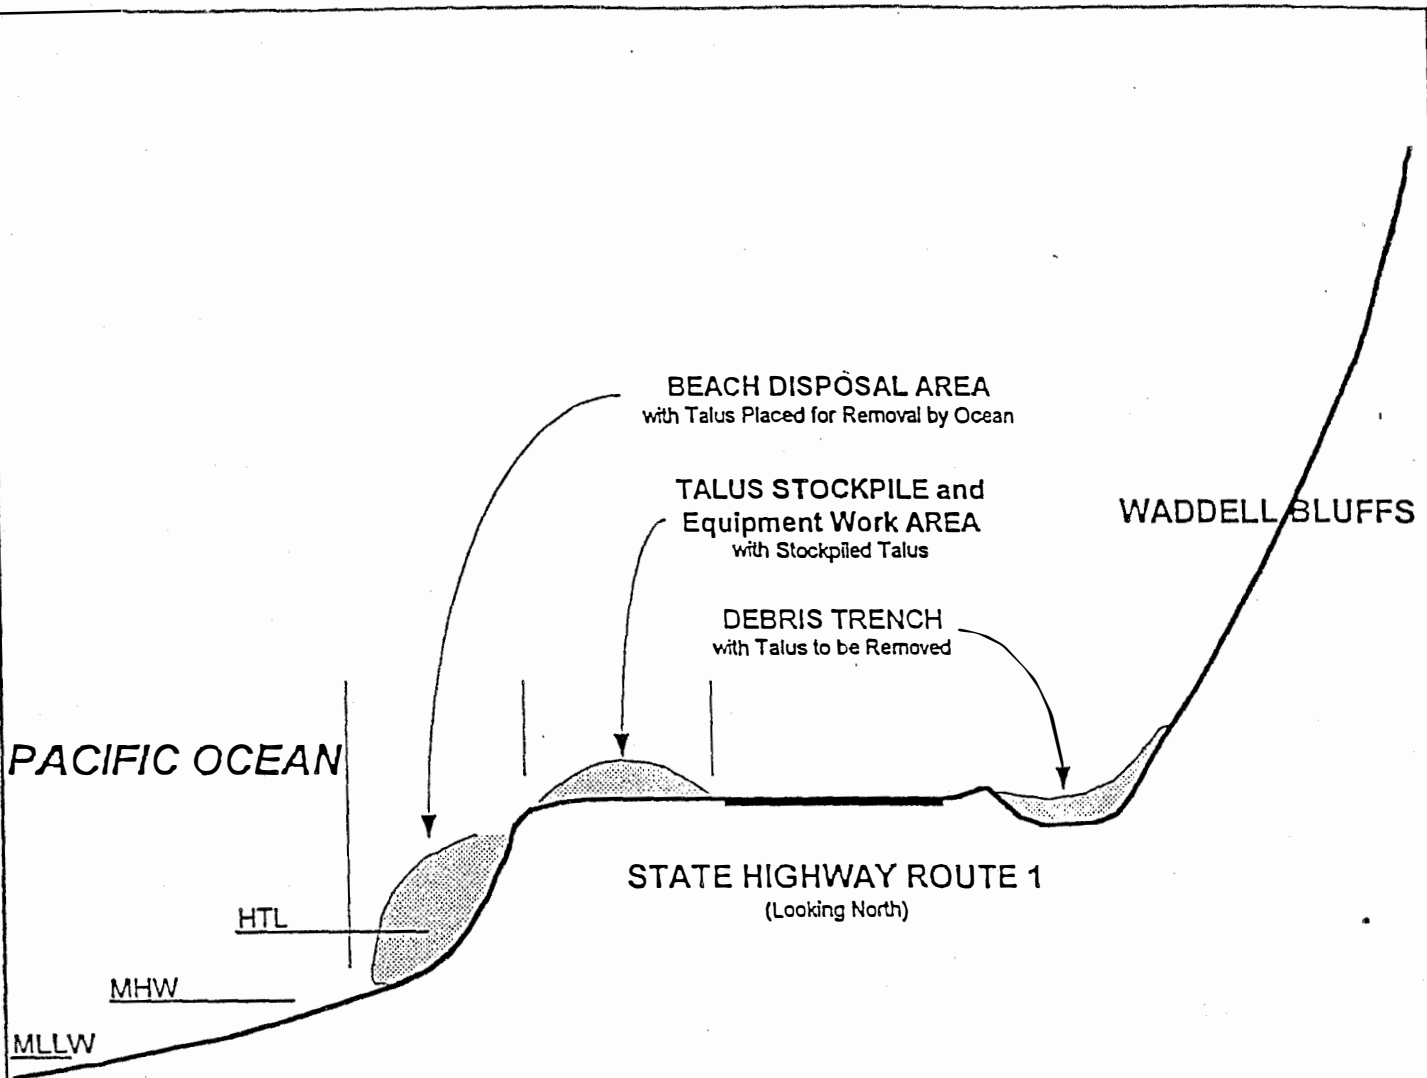 BEACH DISPOSAL AREA
with Talus Placed for Removal by Ocean
TALUS STOCKPILE and
Equipment Work AREA
with Stockpiled Talus
WADDELL BLUFFS
DEBRIS TRENCH
with Talus to be Removed
PACIFIC OCEAN
STATE HIGHWAY ROUTE 1
(Looking North)
HTL
MHW
MLLW